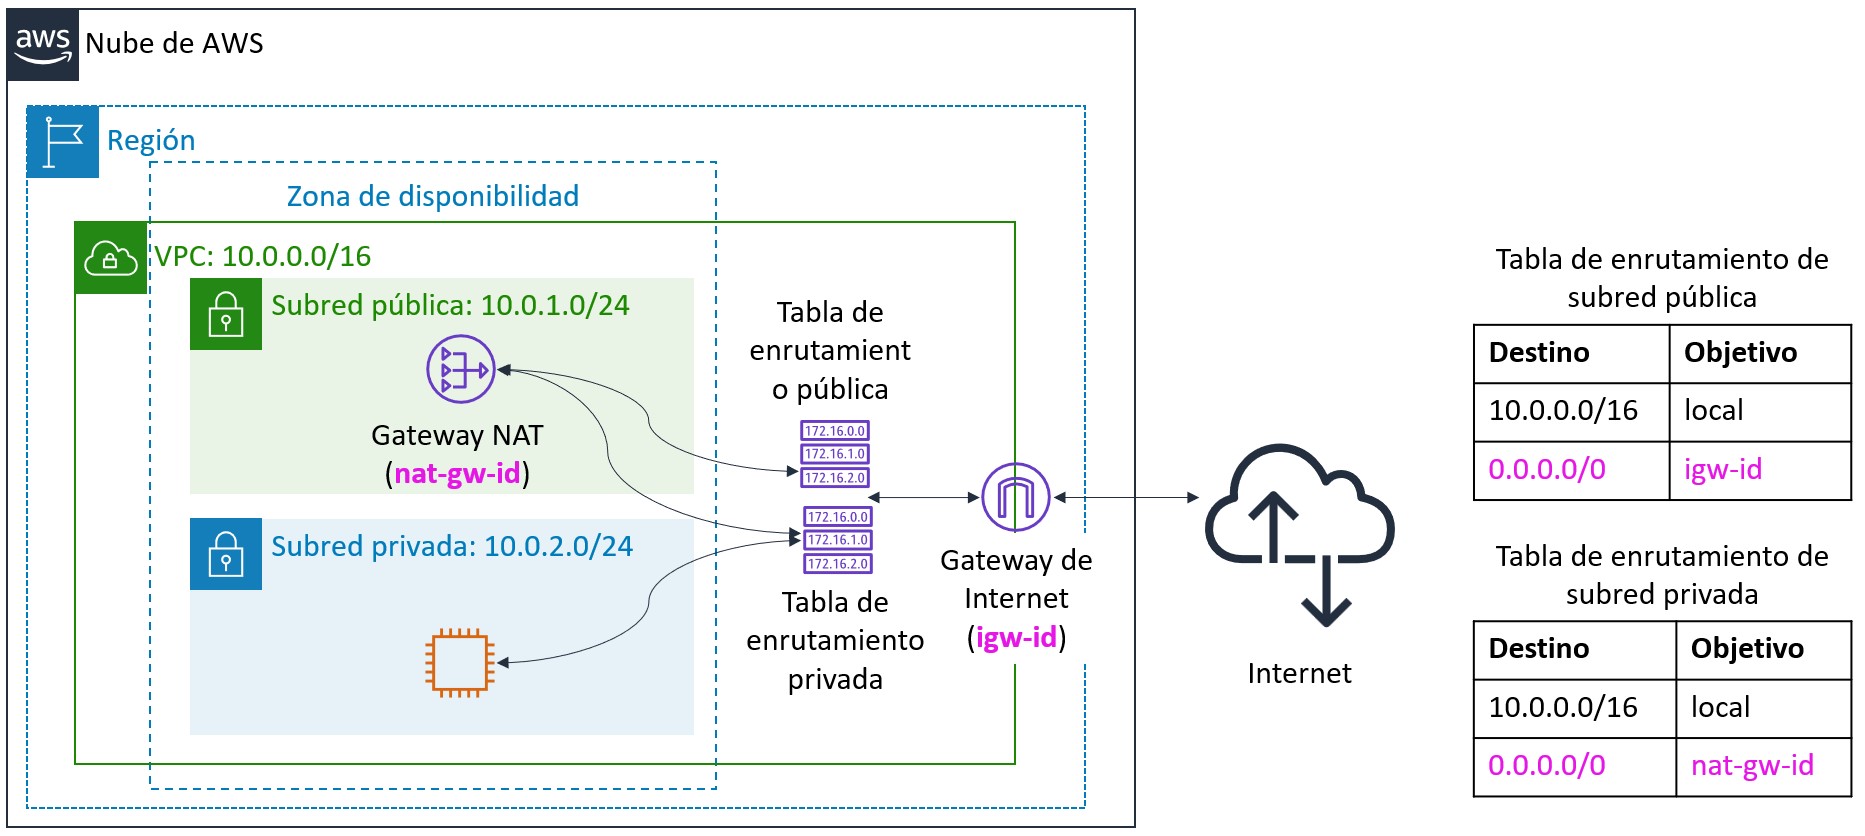 aws
Nube de AWS
Región
Zona de disponibilidad
VPC: 10.0.0.0/16
Subred pública: 10.0.1.0/24
Gateway NAT
(nat-gw-id)
Subred privada: 10.0.2.0/24
Tabla de
enrutamient
o pública
172.16.0.0
172.16.1.0
172.16.2.0
172.16.0.0
172.16.1.0
172.16.2.0
Tabla de
enrutamiento
privada
Gateway de
Internet
(igw-id)
Internet
Tabla de enrutamiento de
subred pública
Destino Objetivo
10.0.0.0/16 local
0.0.0.0/0 igw-id
Tabla de enrutamiento de
subred privada
Destino Objetivo
10.0.0.0/16 local
0.0.0.0/0 nat-gw-id